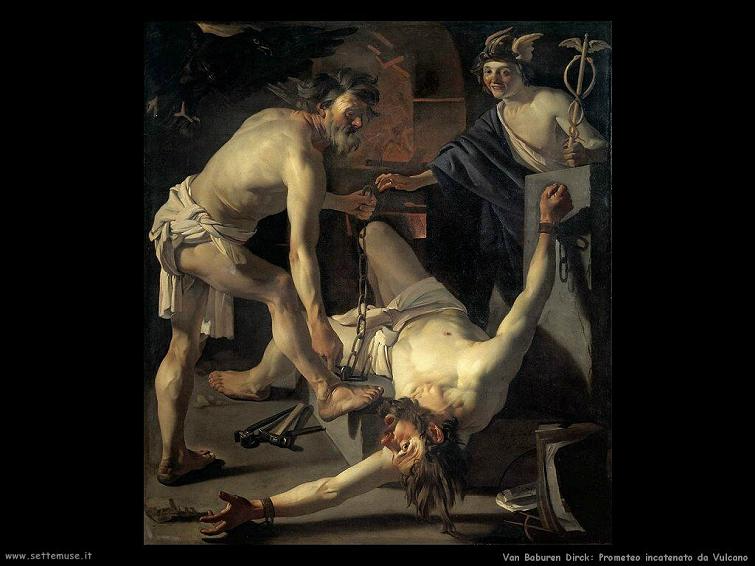 www.settemuse.it
Van Baburen Dirck: Prometeo incatenato da Vulcano